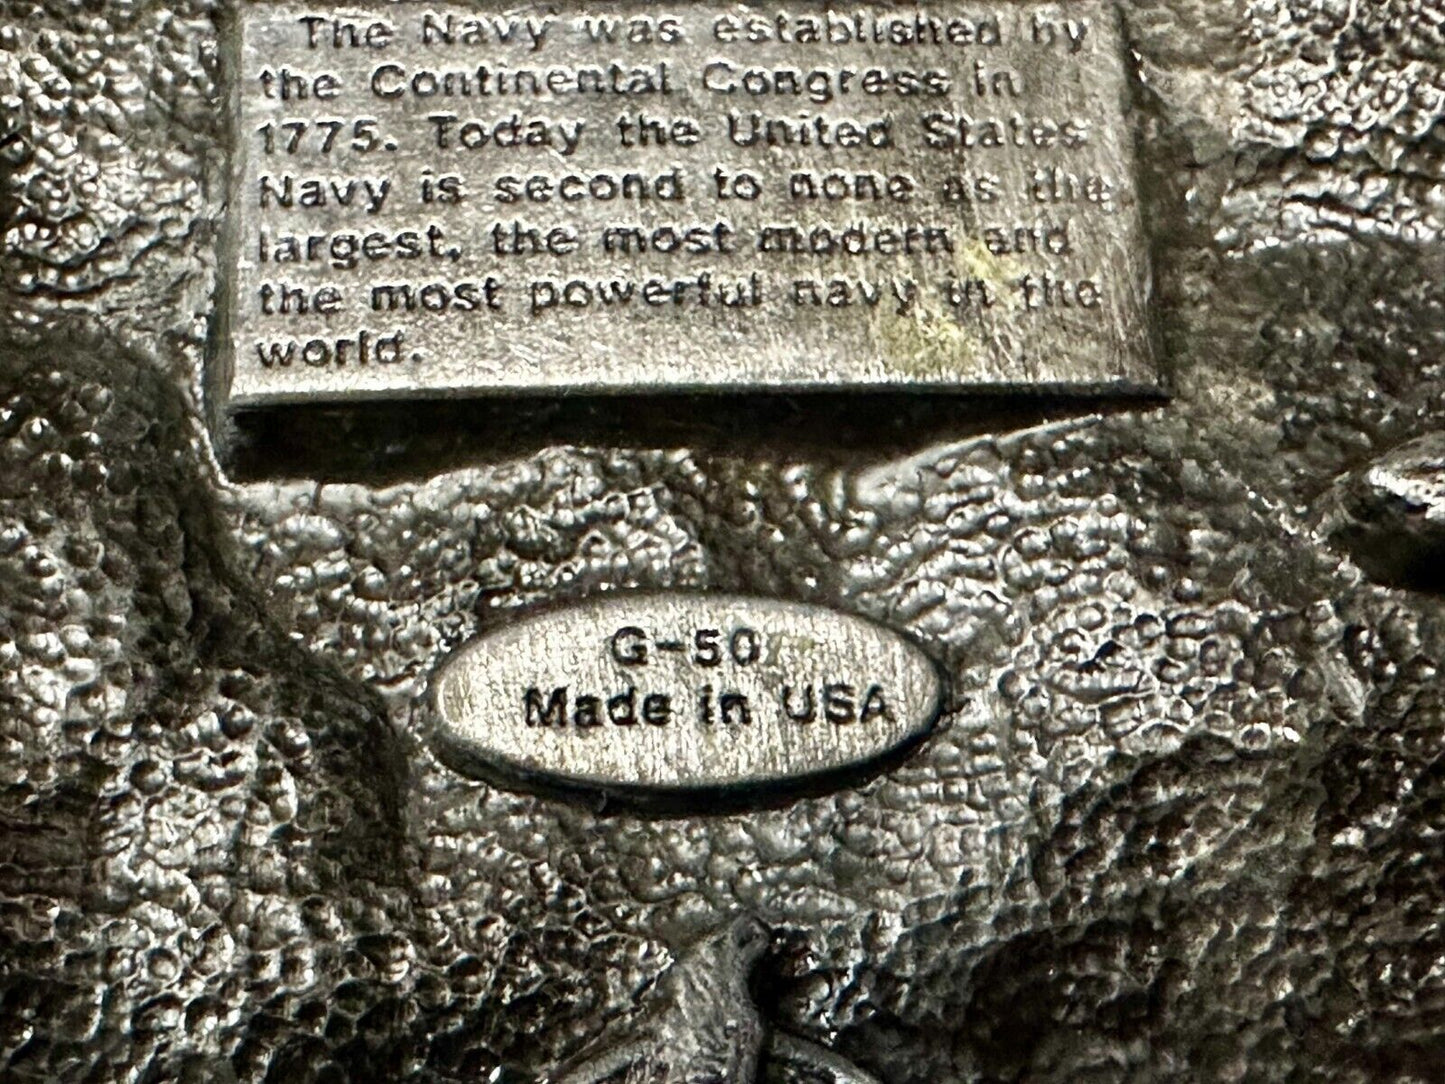 The Navy was established by
the Continental Congress in
1775. Today the United States
Navy is second to none as the
largest, the most modern and
the most powerful navy in the
world.
G-50
Made in USA